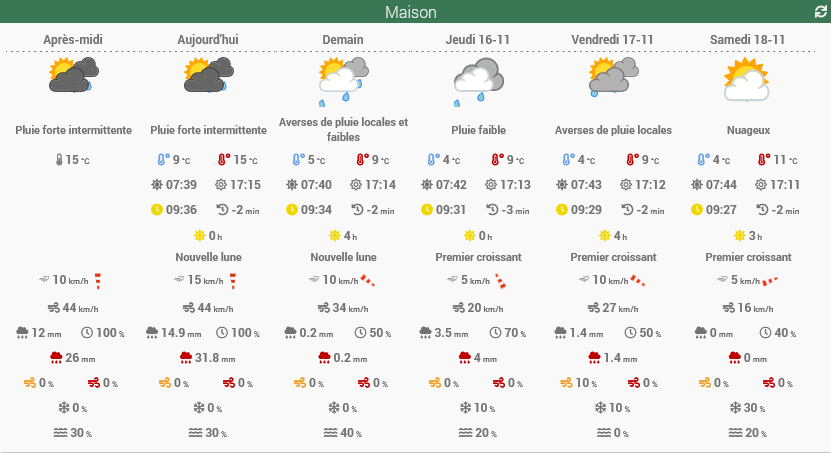 Maison
Après-midi Aujourd'hui Demain Jeudi 16-11 Vendredi 17-11 Samedi 18-11
Pluie forte intermittente Pluie forte intermittente Averses de pluie locales et faibles Pluie faible Averses de pluie locales Nuageux
15 °C 9 °C 15 °C 5 °C 9 °C 4 °C 9 °C 4 °C 9 °C 4 °C 11 °C
07:39 17:15 07:40 17:14 07:42 17:13 07:43 17:12 07:44 17:11
09:36 -2 min 09:34 -2 min 09:31 -3 min 09:29 -2 min 09:27 -2 min
0 h 4 h 0 h 4 h 3 h
Nouvelle lune Nouvelle lune Premier croissant Premier croissant Premier croissant
10 km/h 15 km/h 10 km/h 5 km/h 10 km/h 5 km/h
44 km/h 44 km/h 34 km/h 20 km/h 27 km/h 16 km/h
12 mm 100 % 14.9 mm 100 % 0.2 mm 50 % 3.5 mm 70 % 1.4 mm 50 % 0 mm 40 %
26 mm 31.8 mm 0.2 mm 4 mm 1.4 mm 0 mm
0 % 0 % 0 % 0 % 0 % 0 % 0 % 0 % 10 % 0 % 0 % 0 %
0 % 0 % 0 % 10 % 10 % 30 %
30 % 30 % 40 % 20 % 0 % 20 %